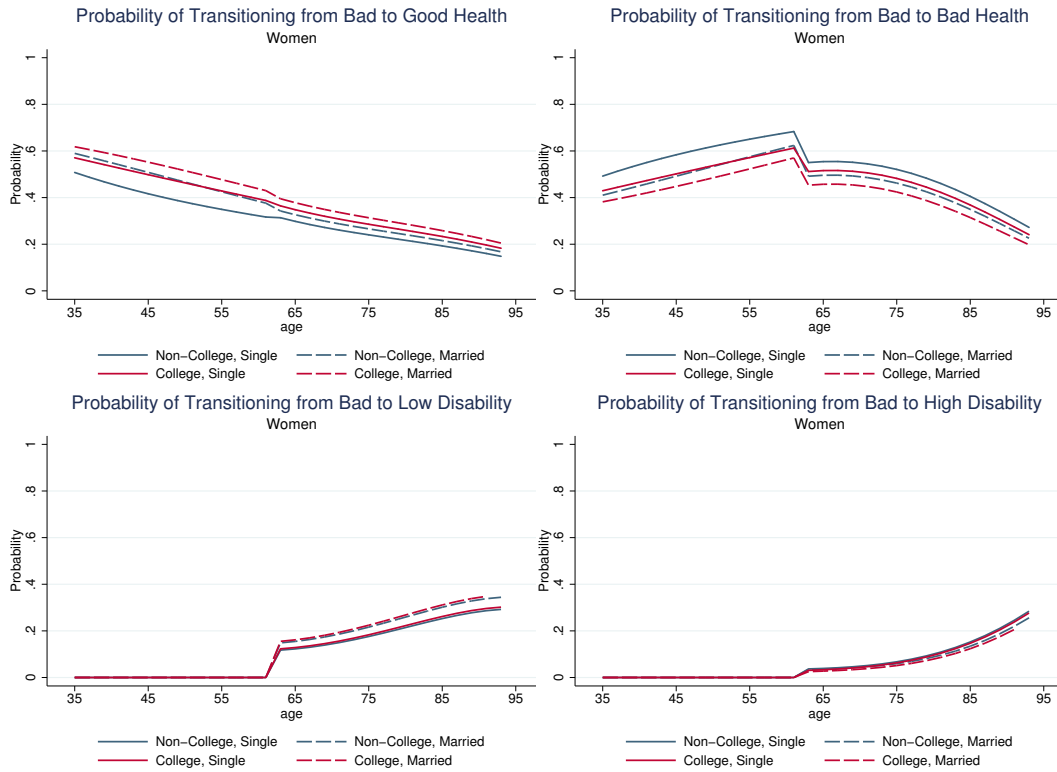 Probability of Transitioning from Bad to Good Health
Women
Probability
1
.8
.6
.4
.2
0
35 45 55 65 75 85 95
age
Non−College, Single Non−College, Married
College, Single College, Married
Probability of Transitioning from Bad to Bad Health
Women
Probability
1
.8
.6
.4
.2
0
35 45 55 65 75 85 95
age
Non−College, Single Non−College, Married
College, Single College, Married
Probability of Transitioning from Bad to Low Disability
Women
Probability
1
.8
.6
.4
.2
0
35 45 55 65 75 85 95
age
Non−College, Single Non−College, Married
College, Single College, Married
Probability of Transitioning from Bad to High Disability
Women
Probability
1
.8
.6
.4
.2
0
35 45 55 65 75 85 95
age
Non−College, Single Non−College, Married
College, Single College, Married